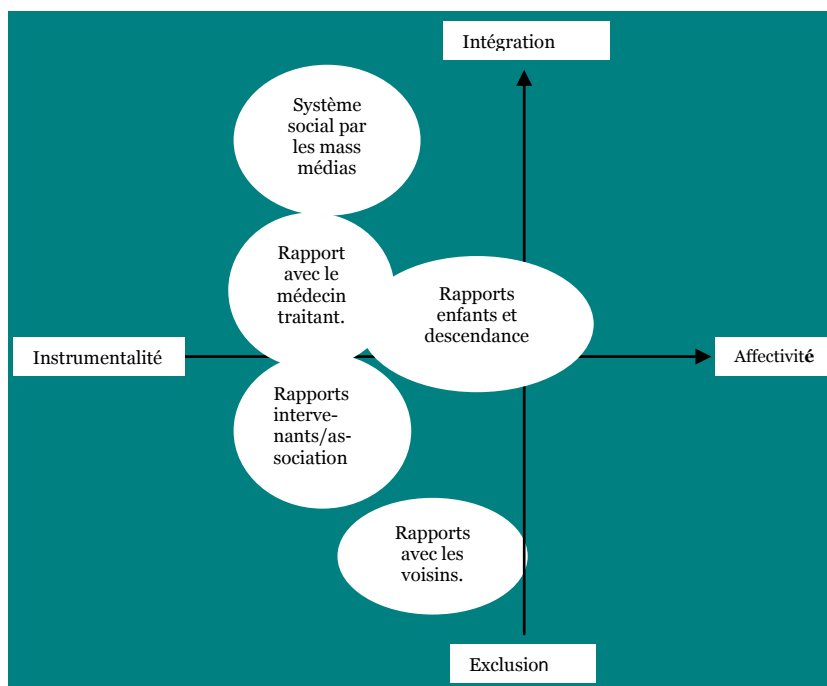 Intégration
Système
social par
les mass
médias
Rapport
avec le
médecin
traitant.
Rapports
enfants et
descendance
Instrumentalité
Affectivité
Rapports
interve-
nants/as-
sociation
Rapports
avec les
voisins.
Exclusion